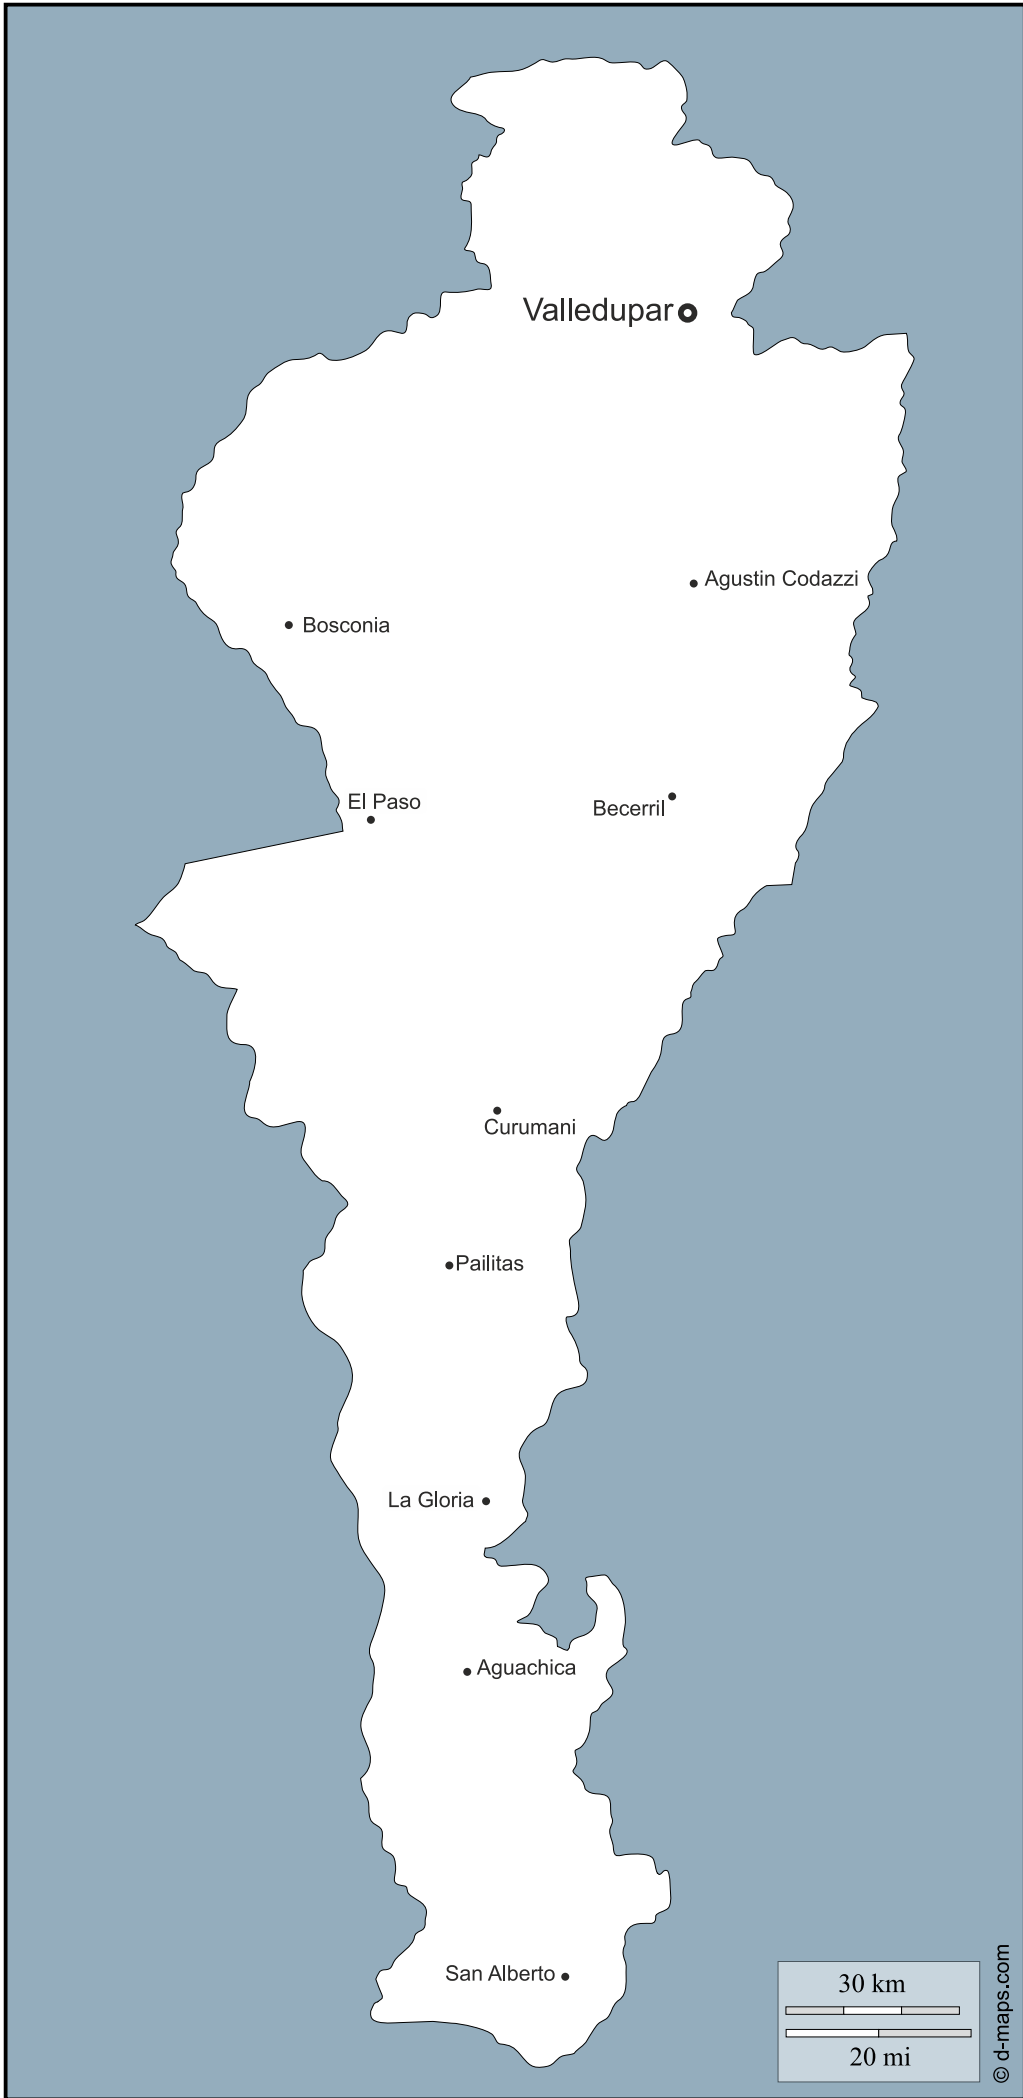 Valledupar
Agustin Codazzi
Bosconia
El Paso
Becerril
Curumani
Pailitas
La Gloria
Aguachica
San Alberto
30 km
20 mi
© d-maps.com